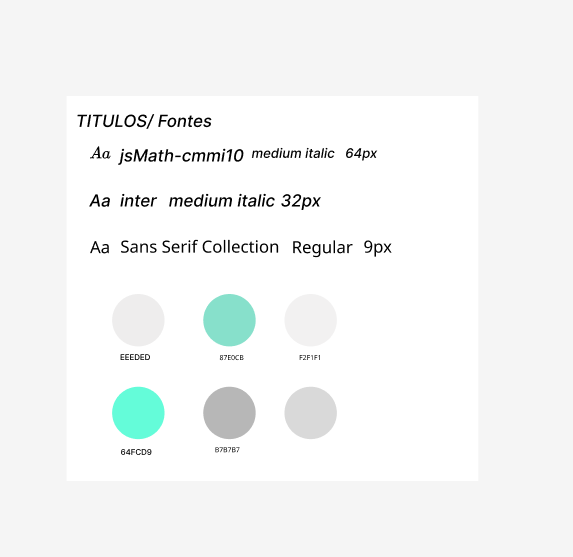 TITULOS/ Fontes
Aa jsMath-cmmi10 medium italic 64px
Aa inter medium italic 32px
Aa Sans Serif Collection Regular 9px
EEEDED 87E0CB F2F1F1
64FCD9 B7B7B7